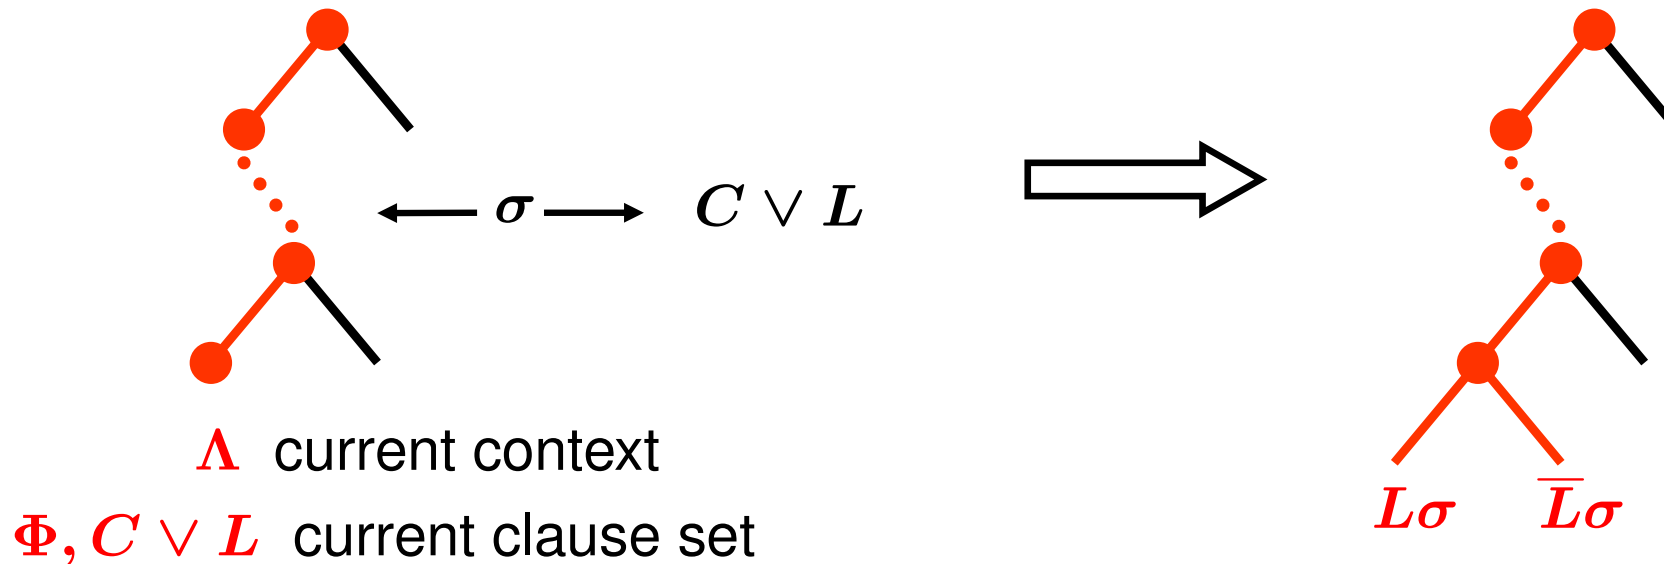 σ
C ∨ L
Λ current context
Φ, C ∨ L current clause set
Lσ
L̅σ